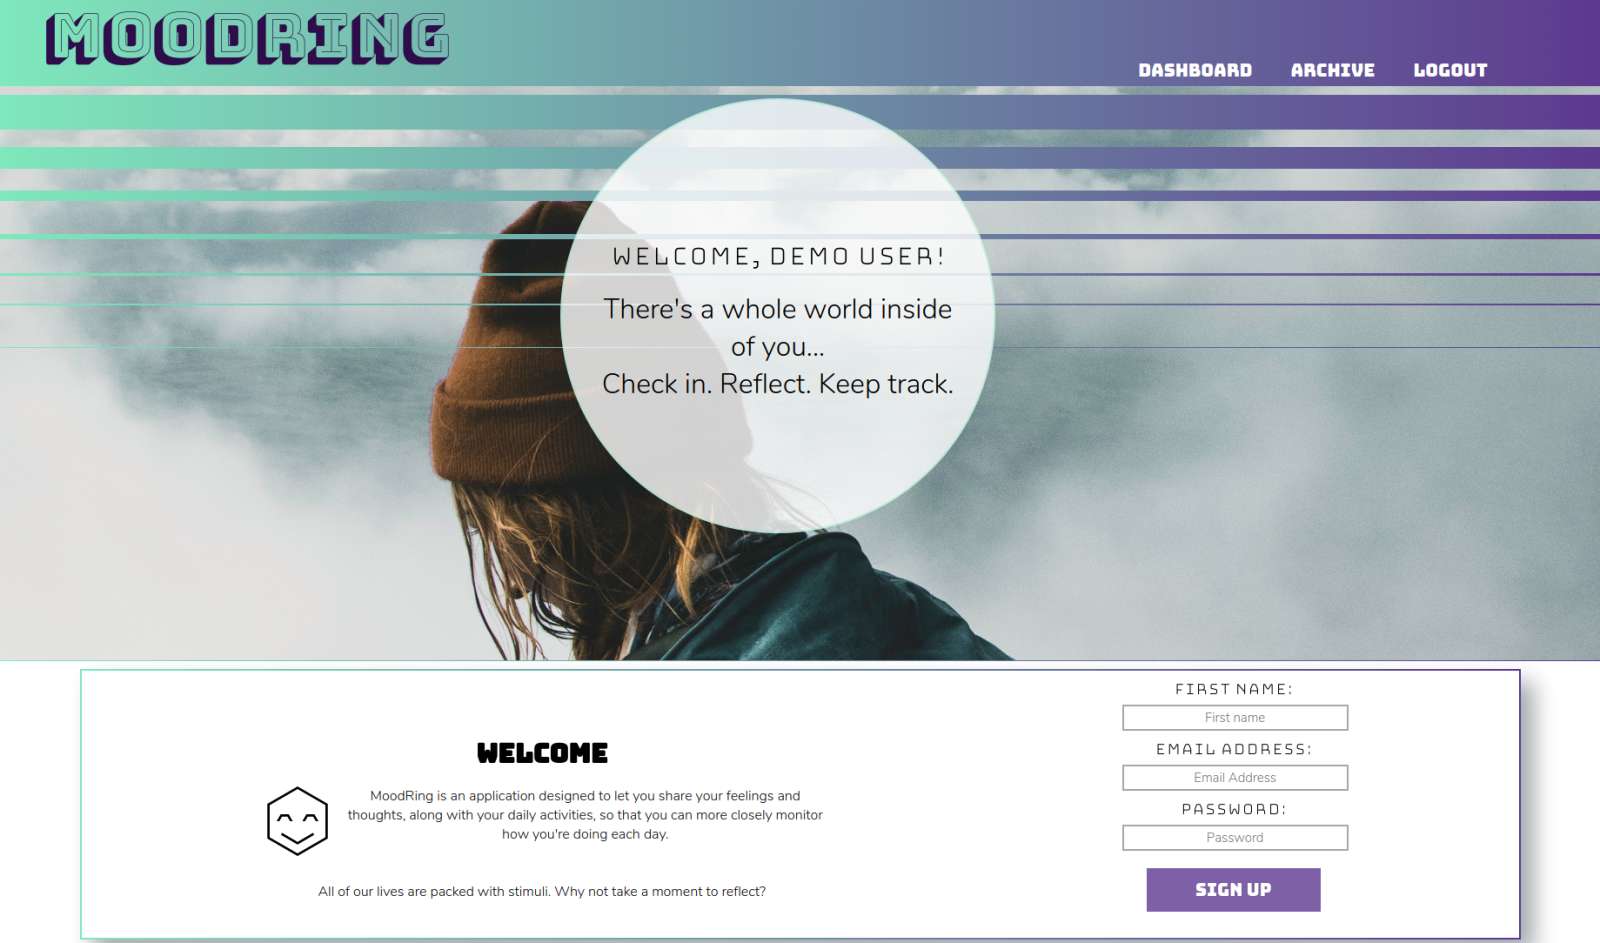 MOODRING
DASHBOARD ARCHIVE LOGOUT
WELCOME, DEMO USER!
There's a whole world inside
of you...
Check in. Reflect. Keep track.
WELCOME
MoodRing is an application designed to let you share your feelings and
thoughts, along with your daily activities, so that you can more closely monitor
how you're doing each day.
All of our lives are packed with stimuli. Why not take a moment to reflect?
FIRST NAME:
First name
EMAIL ADDRESS:
Email Address
PASSWORD:
Password
SIGN UP